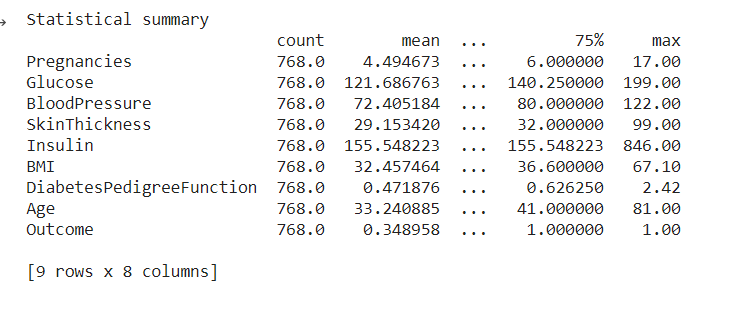 Statistical summary
count mean ... 75% max
Pregnancies 768.0 4.494673 ... 6.000000 17.00
Glucose 768.0 121.686763 ... 140.250000 199.00
BloodPressure 768.0 72.405184 ... 80.000000 122.00
SkinThickness 768.0 29.153420 ... 32.000000 99.00
Insulin 768.0 155.548223 ... 155.548223 846.00
BMI 768.0 32.457464 ... 36.600000 67.10
DiabetesPedigreeFunction 768.0 0.471876 ... 0.626250 2.42
Age 768.0 33.240885 ... 41.000000 81.00
Outcome 768.0 0.348958 ... 1.000000 1.00
[9 rows x 8 columns]